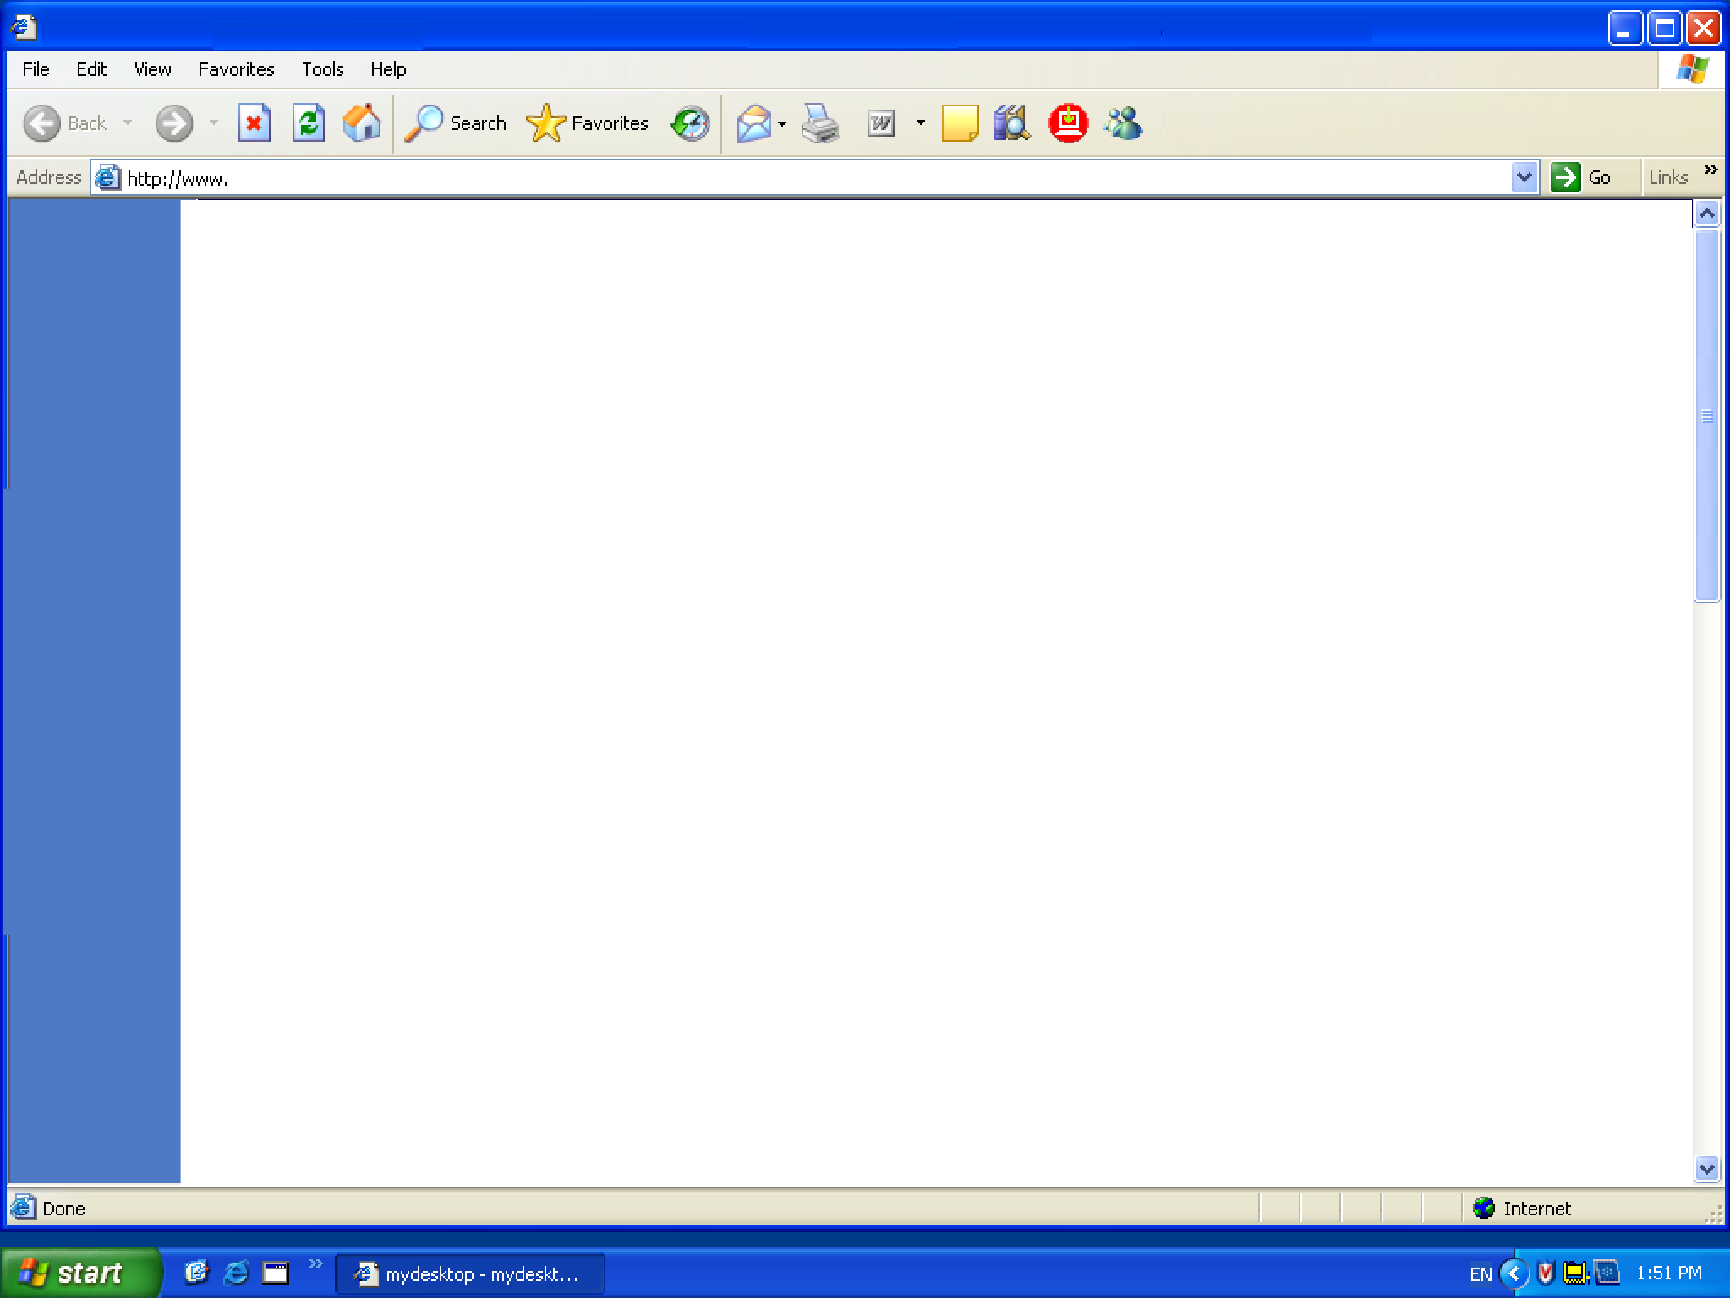 File Edit View Favorites Tools Help
Back Search Favorites W
Address http://www. Go Links »
Done Internet
start » mydesktop - mydeskt... EN 1:51 PM